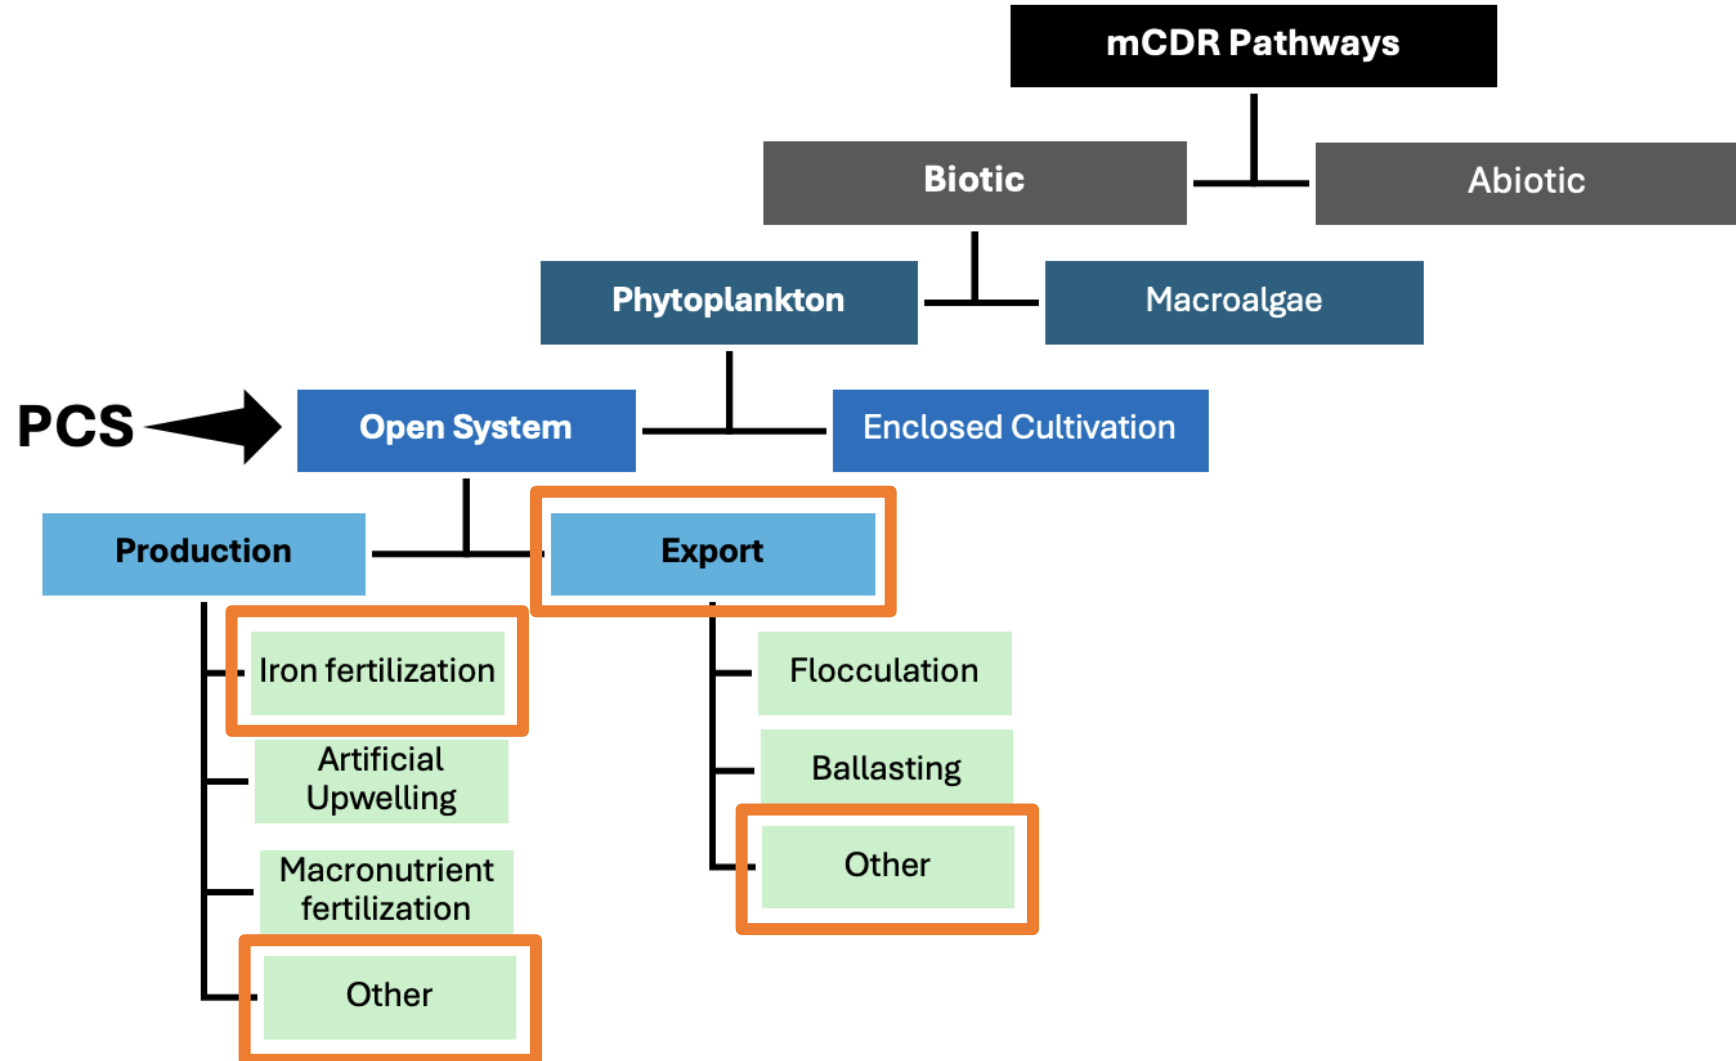 mCDR Pathways
Biotic
Abiotic
Phytoplankton
Macroalgae
PCS
Open System
Enclosed Cultivation
Production
Export
Iron fertilization
Artificial
Upwelling
Macronutrient
fertilization
Other
Flocculation
Ballasting
Other